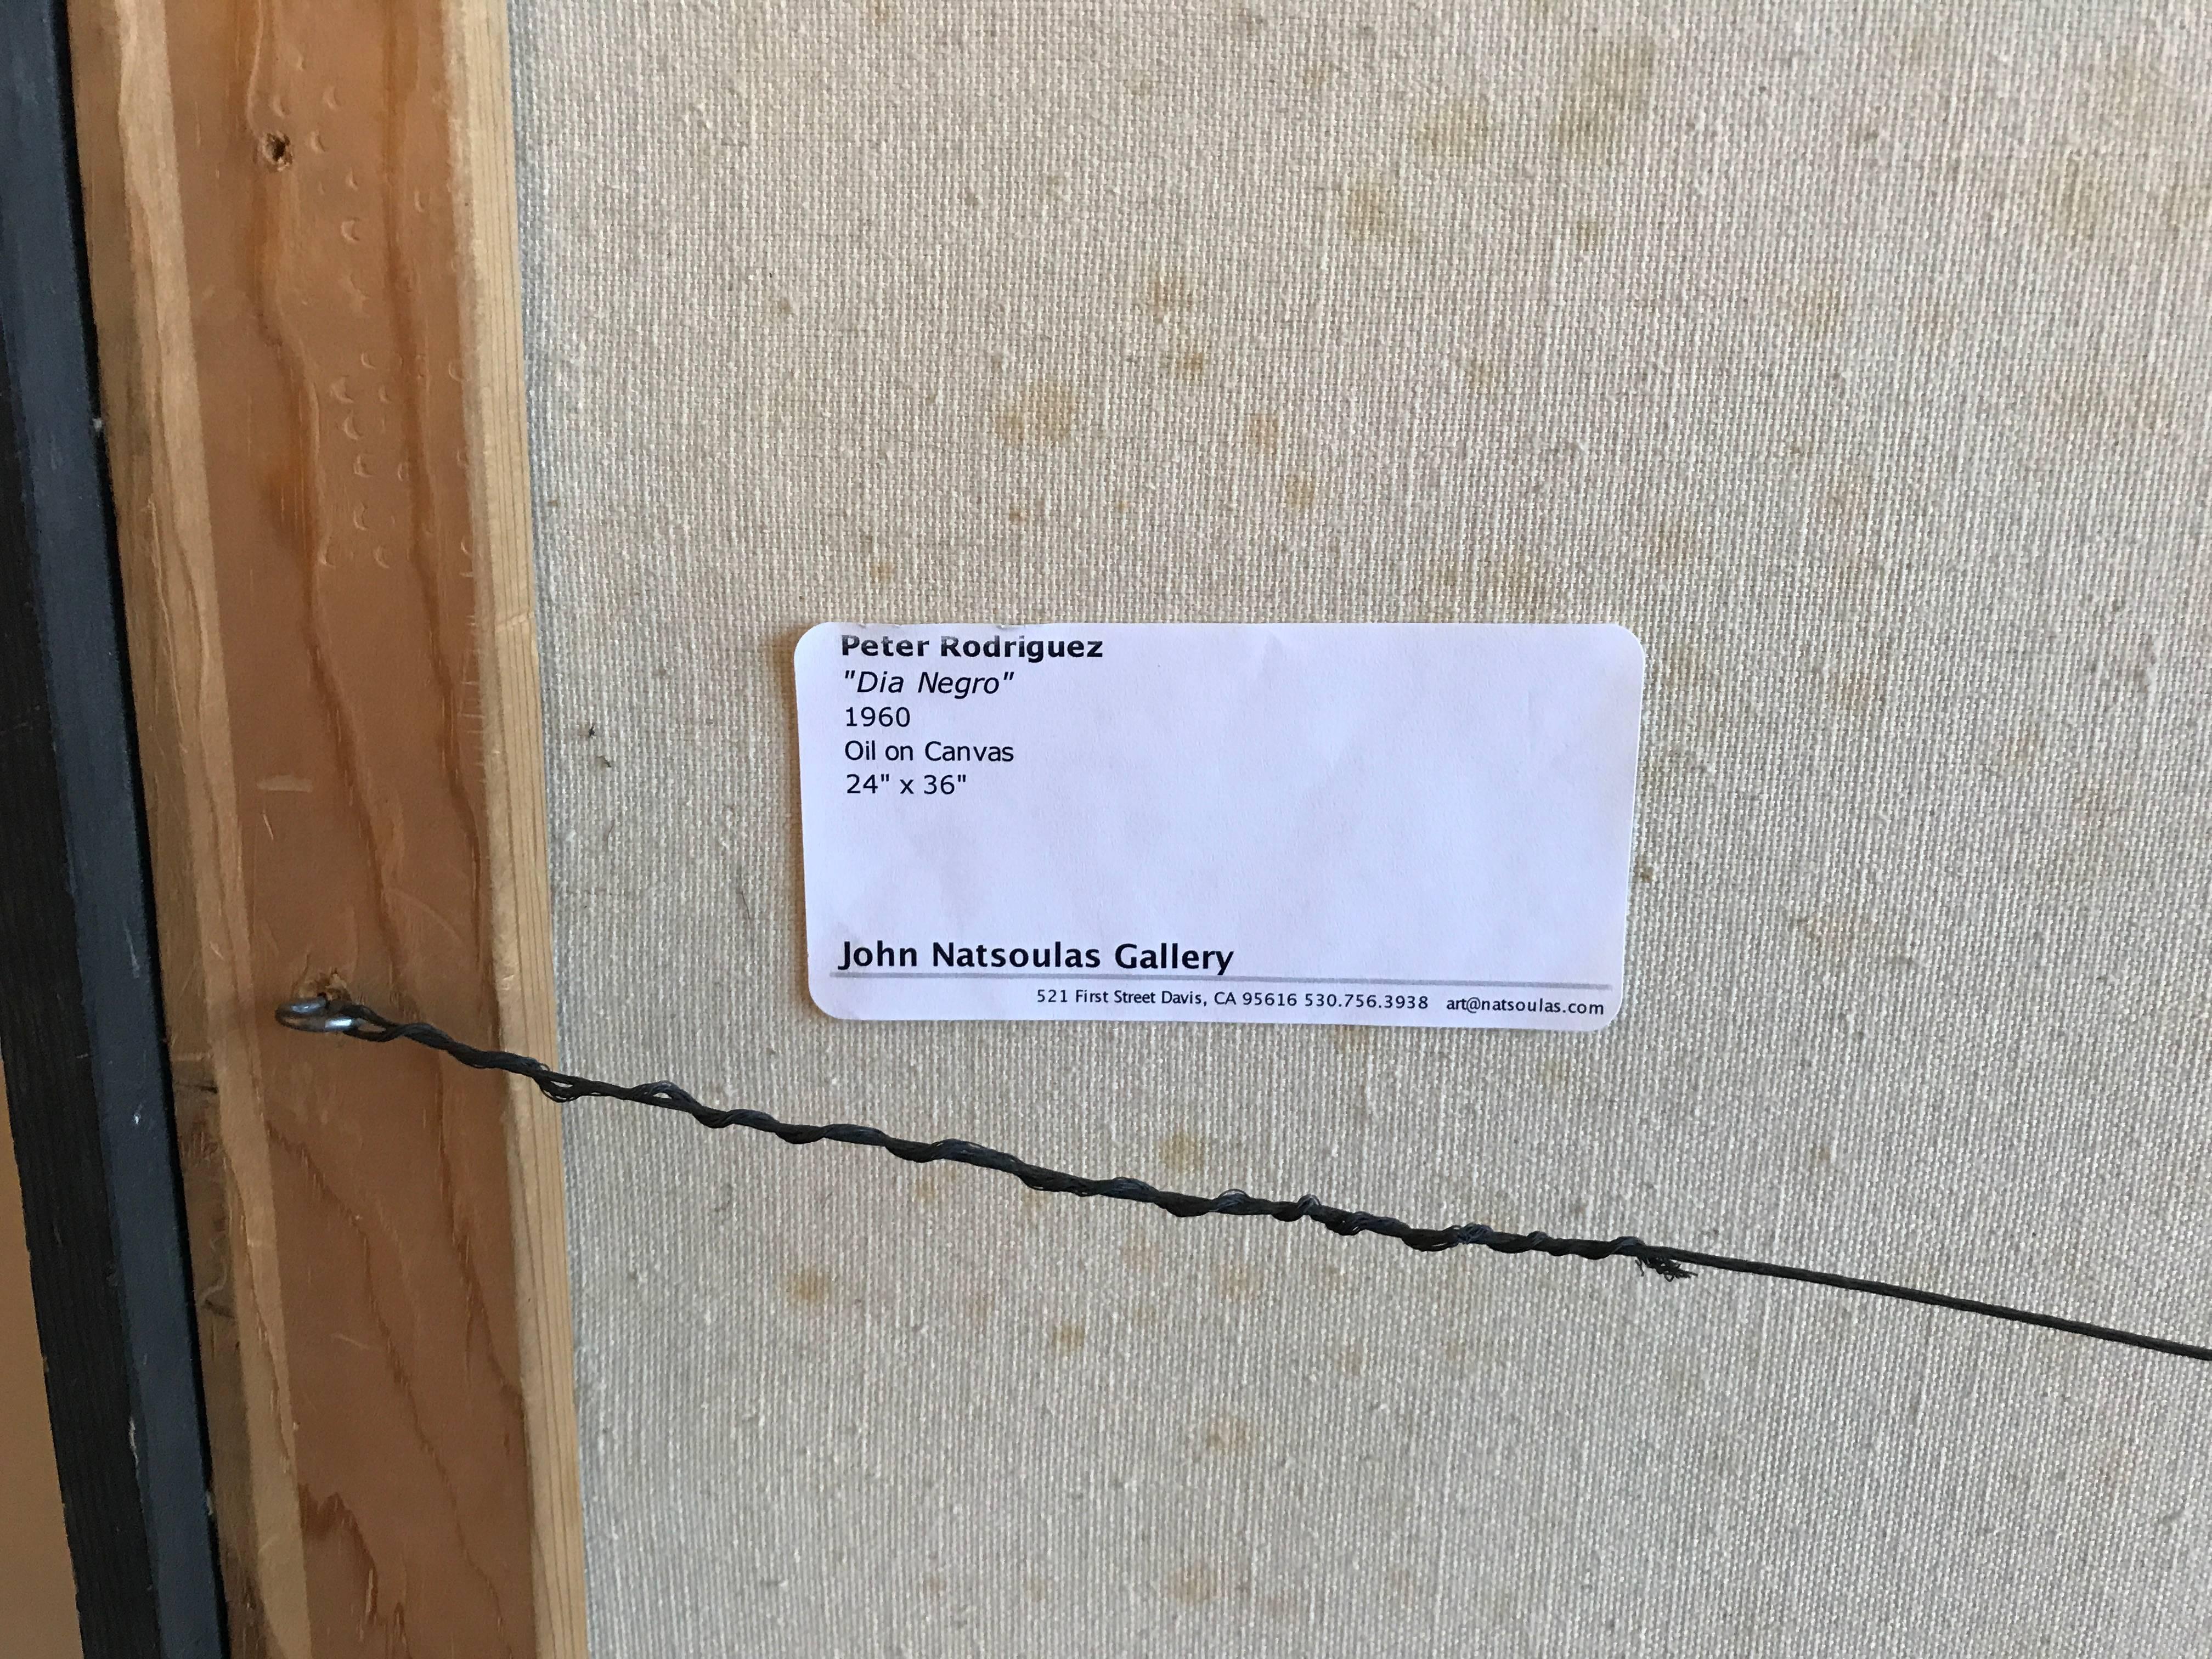 Peter Rodriguez
"Dia Negro"
1960
Oil on Canvas
24" x 36"
John Natsoulas Gallery
521 First Street Davis, CA 95616 530.756.3938 art@natsoulas.com